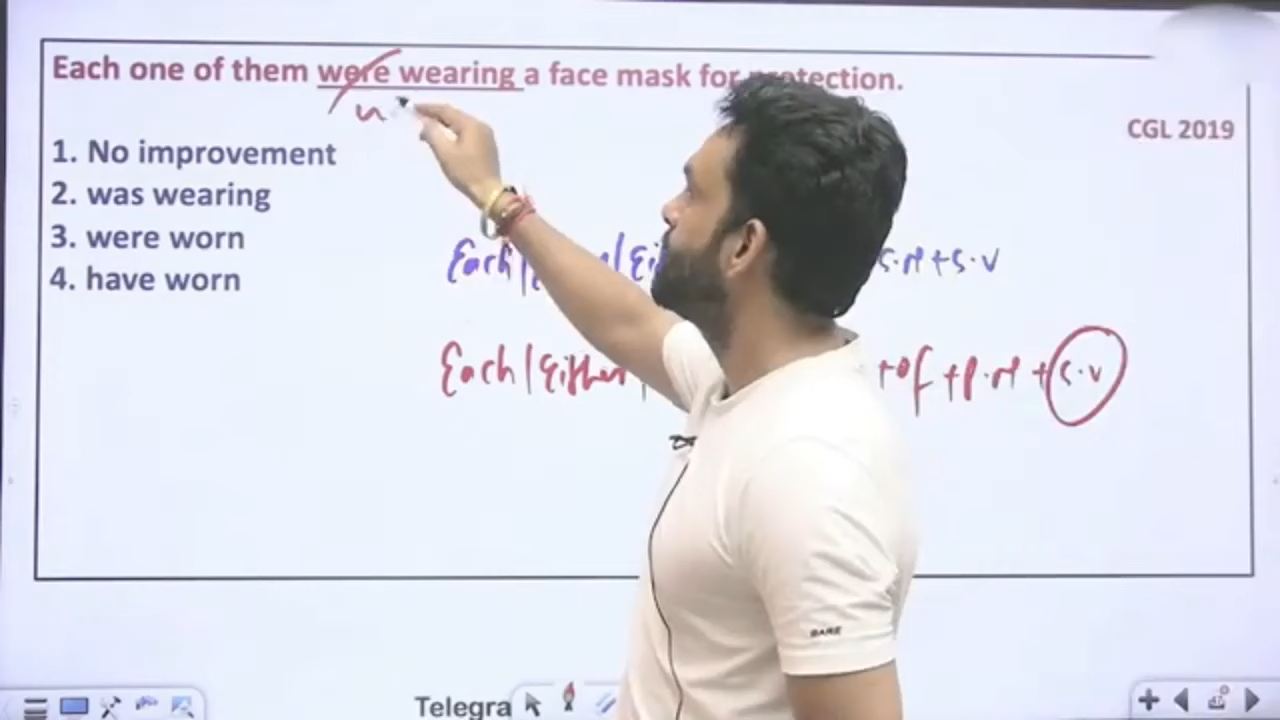 Each one of them were wearing a face mask for protection.
CGL 2019
1. No improvement
2. was wearing
3. were worn
4. have worn
Each | S.N + S.V
Each | Either + of + P.N + S.V
BARE
Telegra